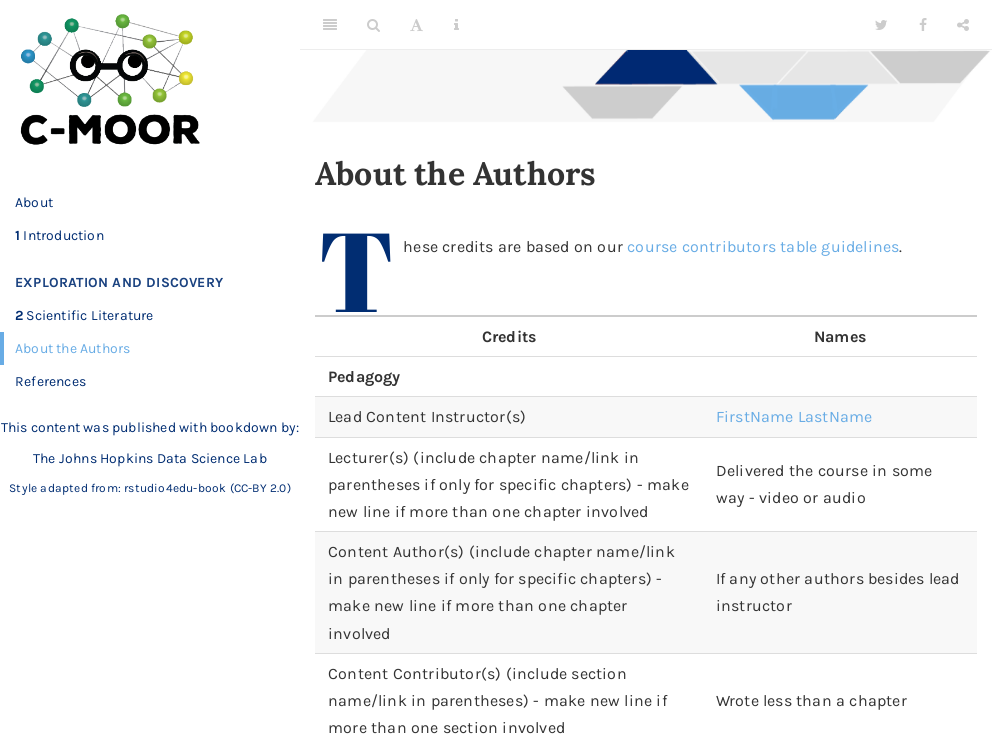 C-MOOR
About
1 Introduction
EXPLORATION AND DISCOVERY
2 Scientific Literature
About the Authors
References
This content was published with bookdown by:
The Johns Hopkins Data Science Lab
Style adapted from: rstudio4edu-book (CC-BY 2.0)
A
i
About the Authors
These credits are based on our course contributors table guidelines.
Credits Names
Pedagogy
Lead Content Instructor(s) FirstName LastName
Lecturer(s) (include chapter name/link in
parentheses if only for specific chapters) - make
new line if more than one chapter involved
Delivered the course in some
way - video or audio
Content Author(s) (include chapter name/link
in parentheses if only for specific chapters) -
make new line if more than one chapter
involved
If any other authors besides lead
instructor
Content Contributor(s) (include section
name/link in parentheses) - make new line if
more than one section involved
Wrote less than a chapter